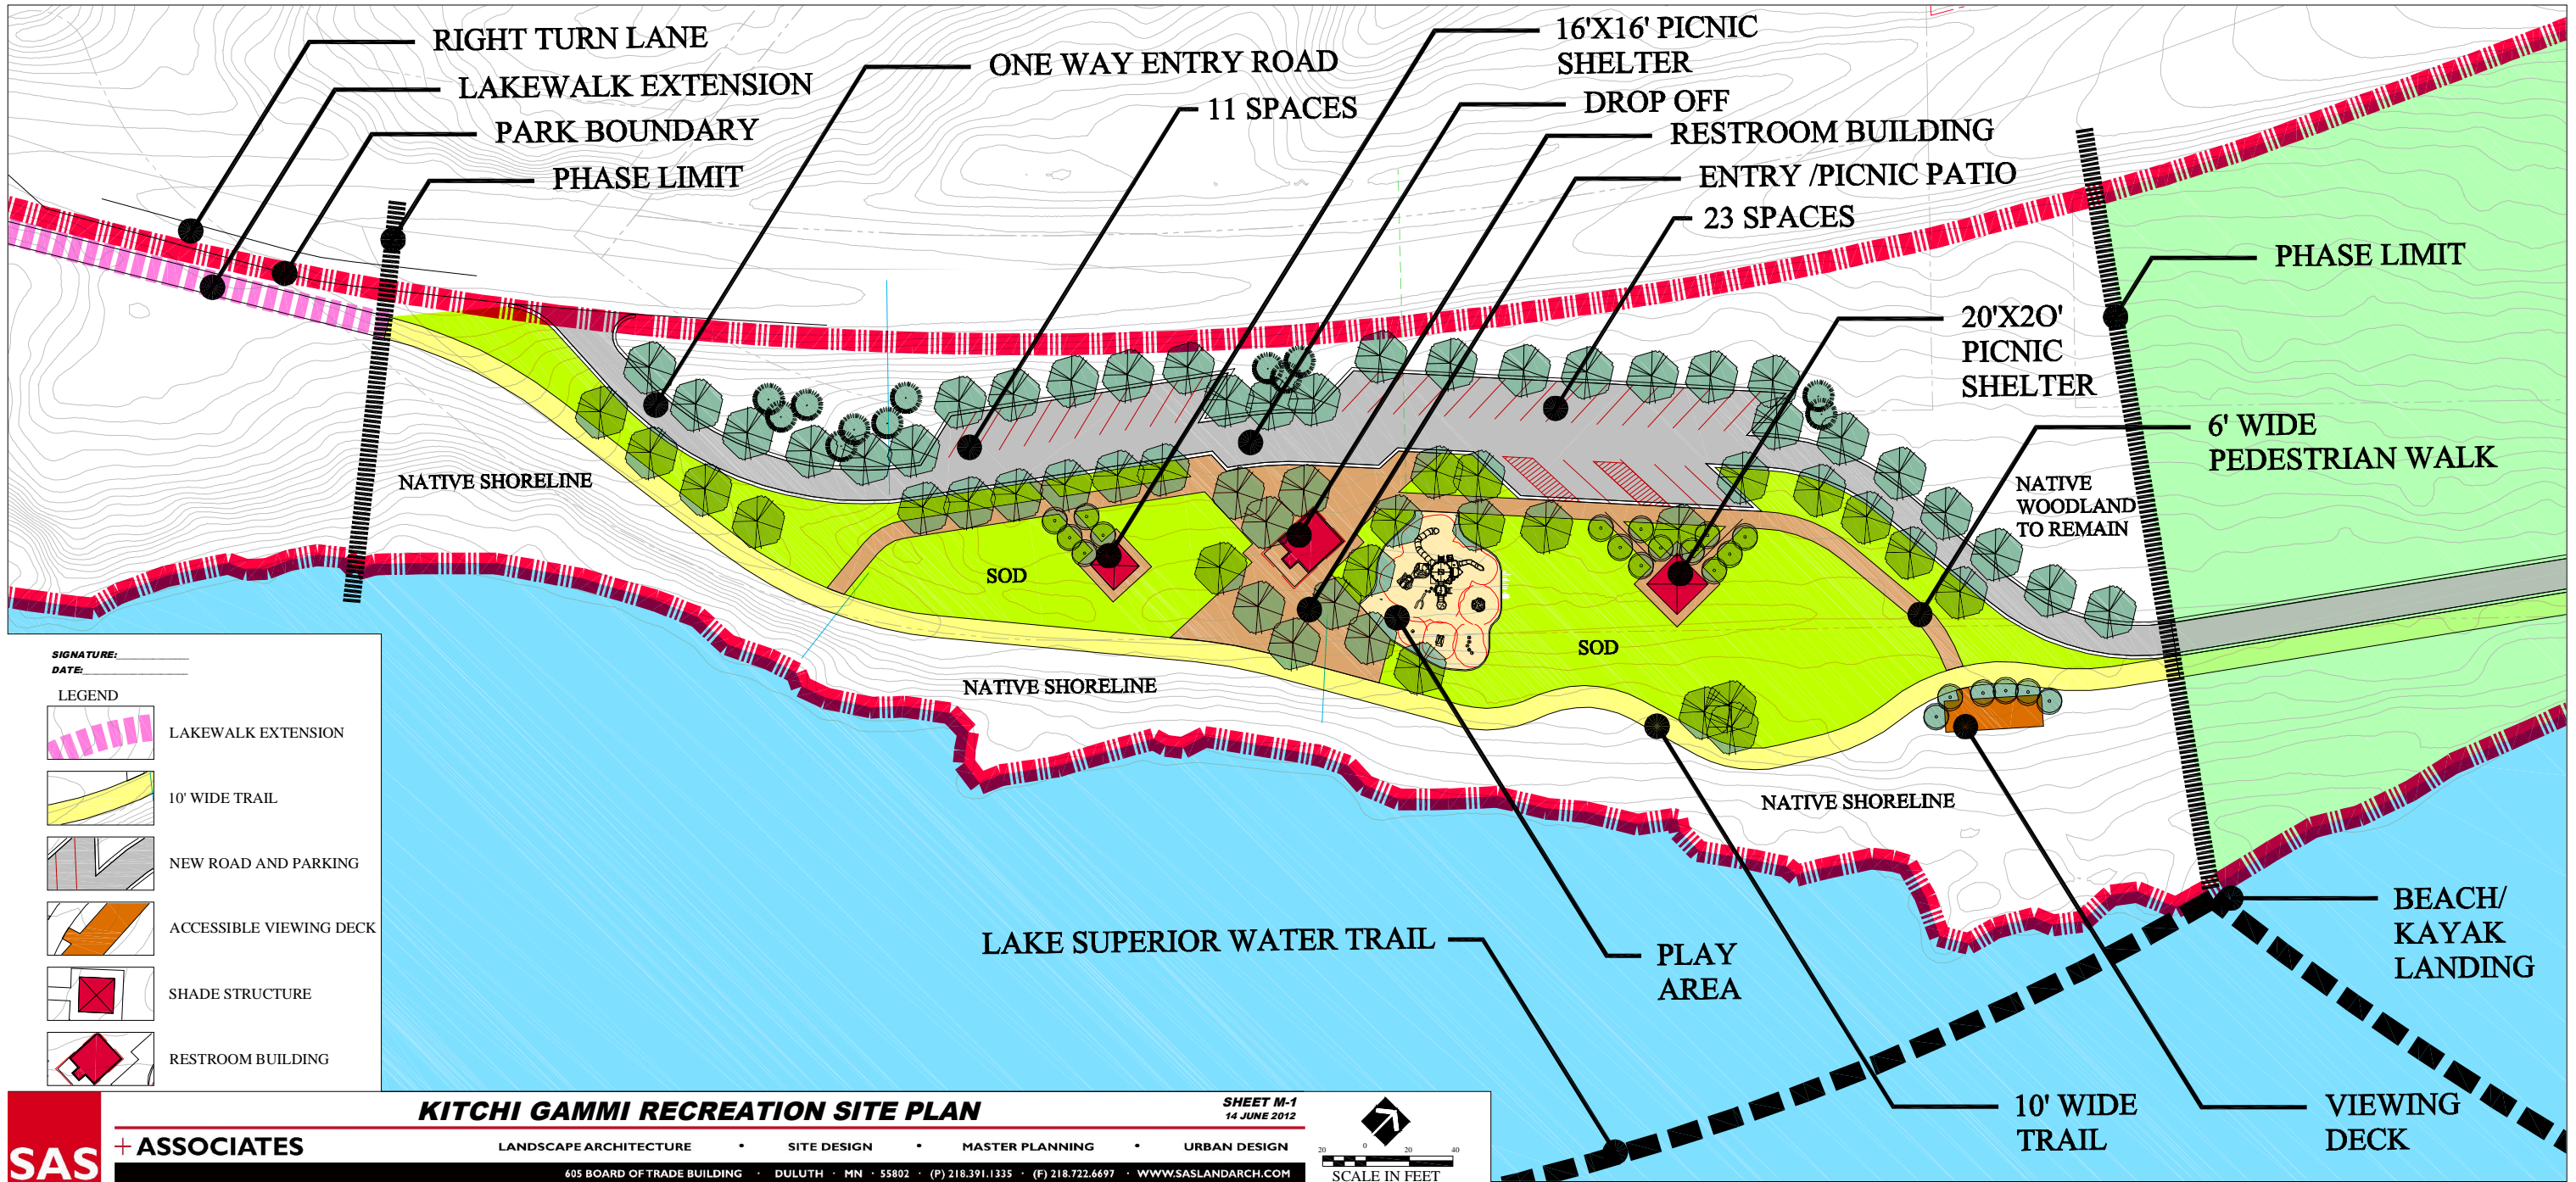 RIGHT TURN LANE
LAKEWALK EXTENSION
PARK BOUNDARY
PHASE LIMIT
ONE WAY ENTRY ROAD
11 SPACES
16'X16' PICNIC
SHELTER
DROP OFF
RESTROOM BUILDING
ENTRY /PICNIC PATIO
23 SPACES
PHASE LIMIT
20'X2O'
PICNIC
SHELTER
6' WIDE
PEDESTRIAN WALK
NATIVE
WOODLAND
TO REMAIN
NATIVE SHORELINE
SOD
SOD
NATIVE SHORELINE
NATIVE SHORELINE
LAKE SUPERIOR WATER TRAIL
PLAY
AREA
BEACH/
KAYAK
LANDING
10' WIDE
TRAIL
VIEWING
DECK
SIGNATURE:
DATE:
LEGEND
LAKEWALK EXTENSION
10' WIDE TRAIL
NEW ROAD AND PARKING
ACCESSIBLE VIEWING DECK
SHADE STRUCTURE
RESTROOM BUILDING
KITCHI GAMMI RECREATION SITE PLAN
SHEET M-1
14 JUNE 2012
SAS
+ASSOCIATES
LANDSCAPE ARCHITECTURE • SITE DESIGN • MASTER PLANNING • URBAN DESIGN
605 BOARD OF TRADE BUILDING · DULUTH · MN · 55802 · (P) 218.391.1335 · (F) 218.722.6697 · WWW.SASLANDARCH.COM
20 0 20 40
SCALE IN FEET